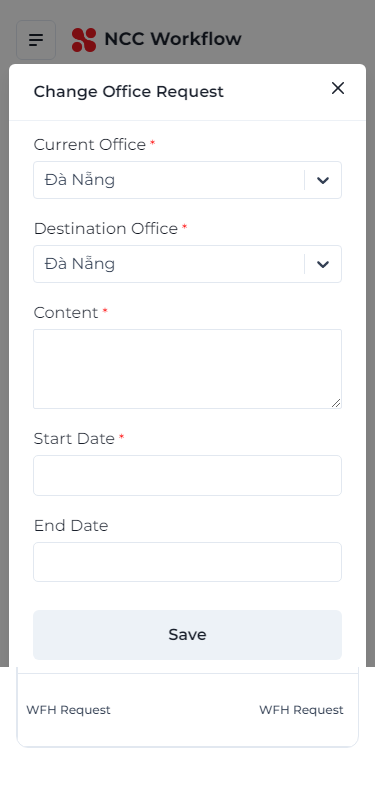 NCC Workflow
Change Office Request
Current Office *
Đà Nẵng
Destination Office *
Đà Nẵng
Content *
Start Date *
End Date
Save
WFH Request WFH Request